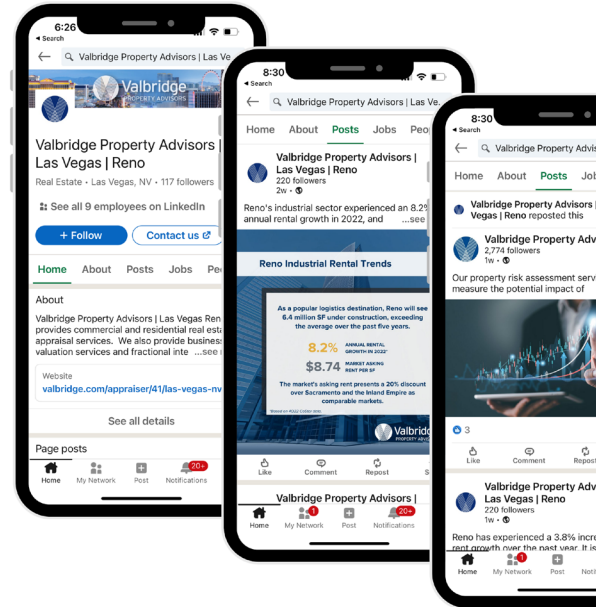 6:26
Search
Valbridge Property Advisors | Las Ve
Valbridge
PROPERTY ADVISORS
Valbridge Property Advisors |
Las Vegas | Reno
Real Estate • Las Vegas, NV • 117 followers
See all 9 employees on LinkedIn
+ Follow
Contact us
Home About Posts Jobs Pe
About
Valbridge Property Advisors | Las Vegas Ren
provides commercial and residential real esta
appraisal services. We also provide business
valuation services and fractional inte ...see
Website
valbridge.com/appraiser/41/las-vegas-nv
See all details
Page posts
20+
Home My Network Post Notifications
8:30
Search
Valbridge Property Advisors | Las Ve.
Home About Posts Jobs Peo
Valbridge Property Advisors |
Las Vegas | Reno
220 followers
2w •
Reno's industrial sector experienced an 8.2%
annual rental growth in 2022, and ...see
Reno Industrial Rental Trends
As a popular logistics destination, Reno will see
6.4 million SF under construction, exceeding
the average over the past five years.
8.2% ANNUAL RENTAL
GROWTH IN 2022*
$8.74 MARKET ASKING
RENT PER SF
The market's asking rent presents a 20% discount
over Sacramento and the Inland Empire as
comparable markets.
Valbridg
PROPERTY ADVIS
Like Comment Repost S
Valbridge Property Advisors |
1 20+
Home My Network Post Notifications
8:30
Search
Valbridge Property Advis
Home About Posts Job
Valbridge Property Advisors |
Vegas | Reno reposted this
Valbridge Property Adv
2,774 followers
1w •
Our property risk assessment servi
measure the potential impact of
3
Like Comment Repost
Valbridge Property Adv
Las Vegas | Reno
220 followers
1w •
Reno has experienced a 3.8% incre
rent growth over the past year. It is
1
Home My Network Post Notif